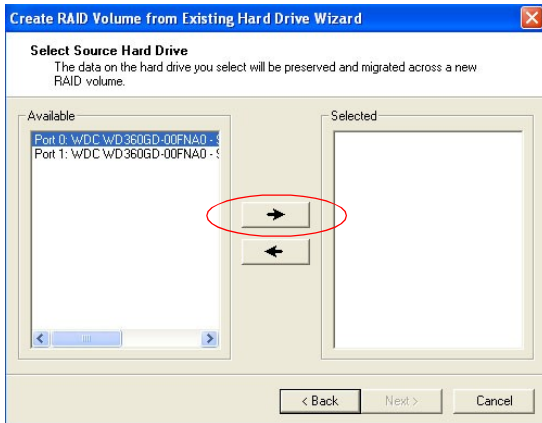 Create RAID Volume from Existing Hard Drive Wizard
Select Source Hard Drive
The data on the hard drive you select will be preserved and migrated across a new
RAID volume.
Available
Selected
Port 0: WDC WD360GD-00FNA0 - S
Port 1: WDC WD360GD-00FNA0 - S
< Back
Next >
Cancel